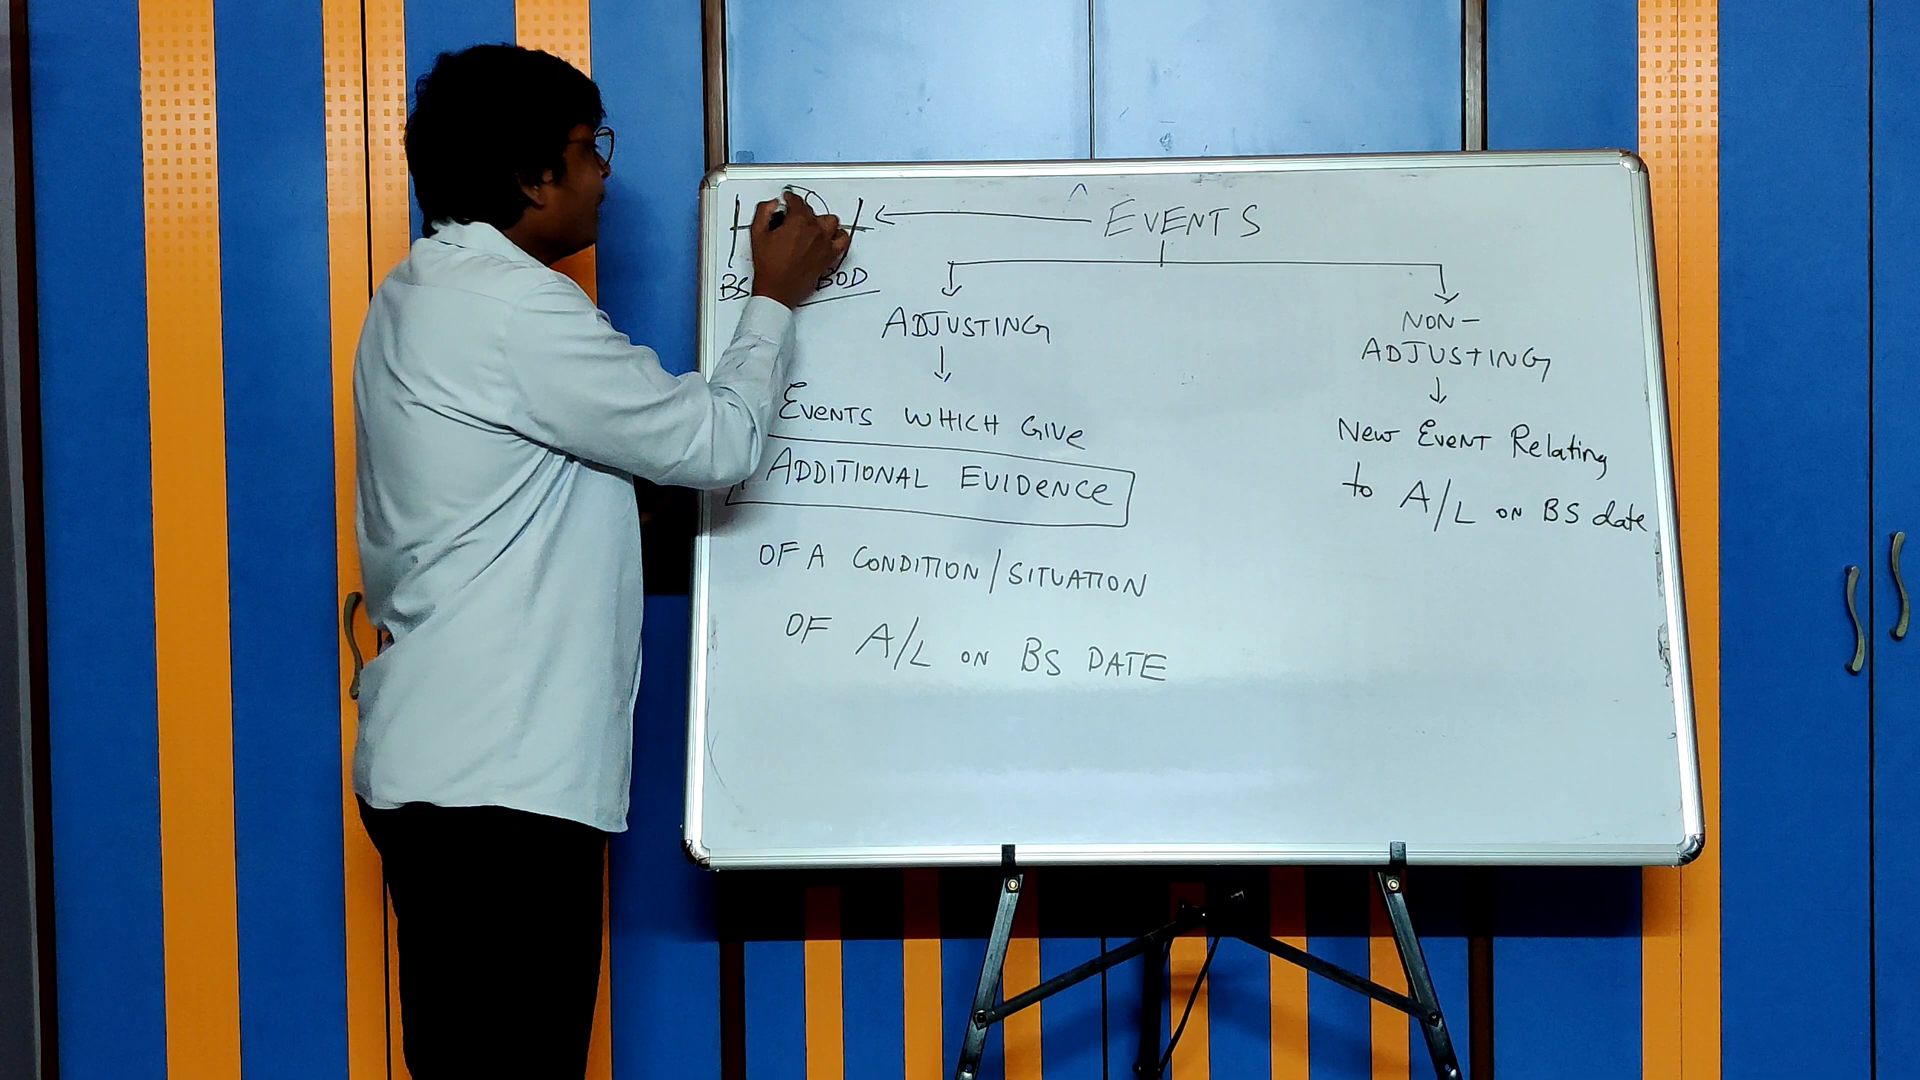 EVENTS
BS
BOD
ADJUSTING
EVENTS WHICH GIVE
ADDITIONAL EVIDENCE
OF A CONDITION/SITUATION
OF A/L ON BS DATE
NON-
ADJUSTING
New EVENT Relating
to A/L ON BS date